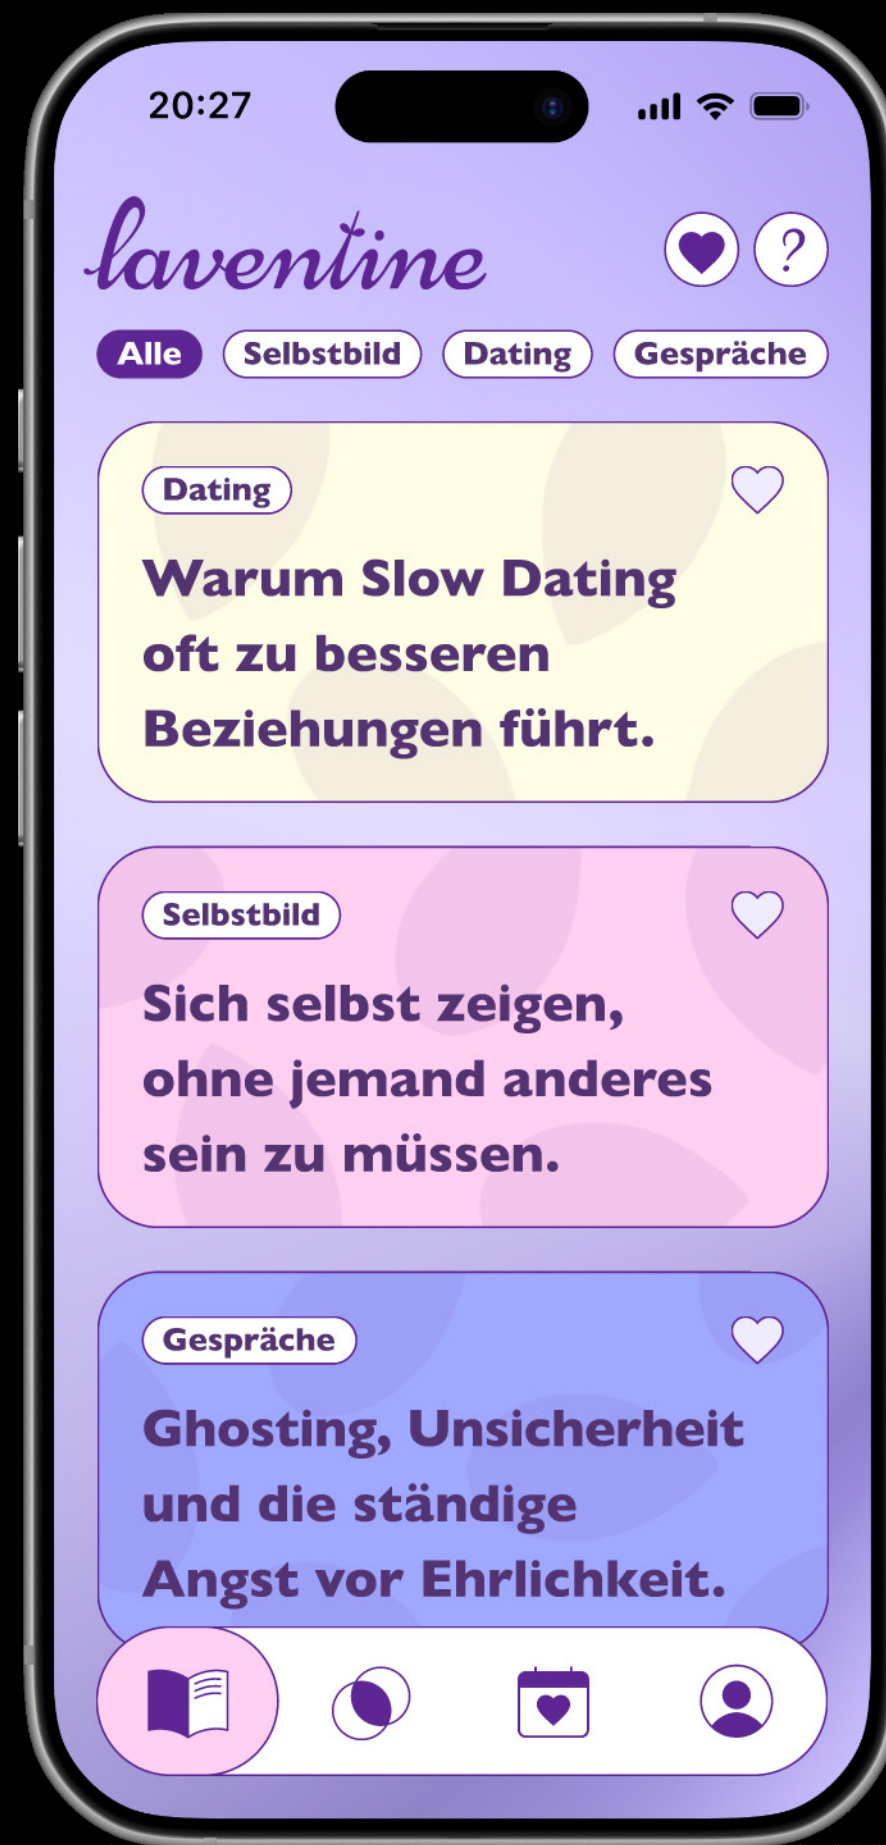 20:27
laventine
?
Alle Selbstbild Dating Gespräche
Dating
Warum Slow Dating
oft zu besseren
Beziehungen führt.
Selbstbild
Sich selbst zeigen,
ohne jemand anderes
sein zu müssen.
Gespräche
Ghosting, Unsicherheit
und die ständige
Angst vor Ehrlichkeit.